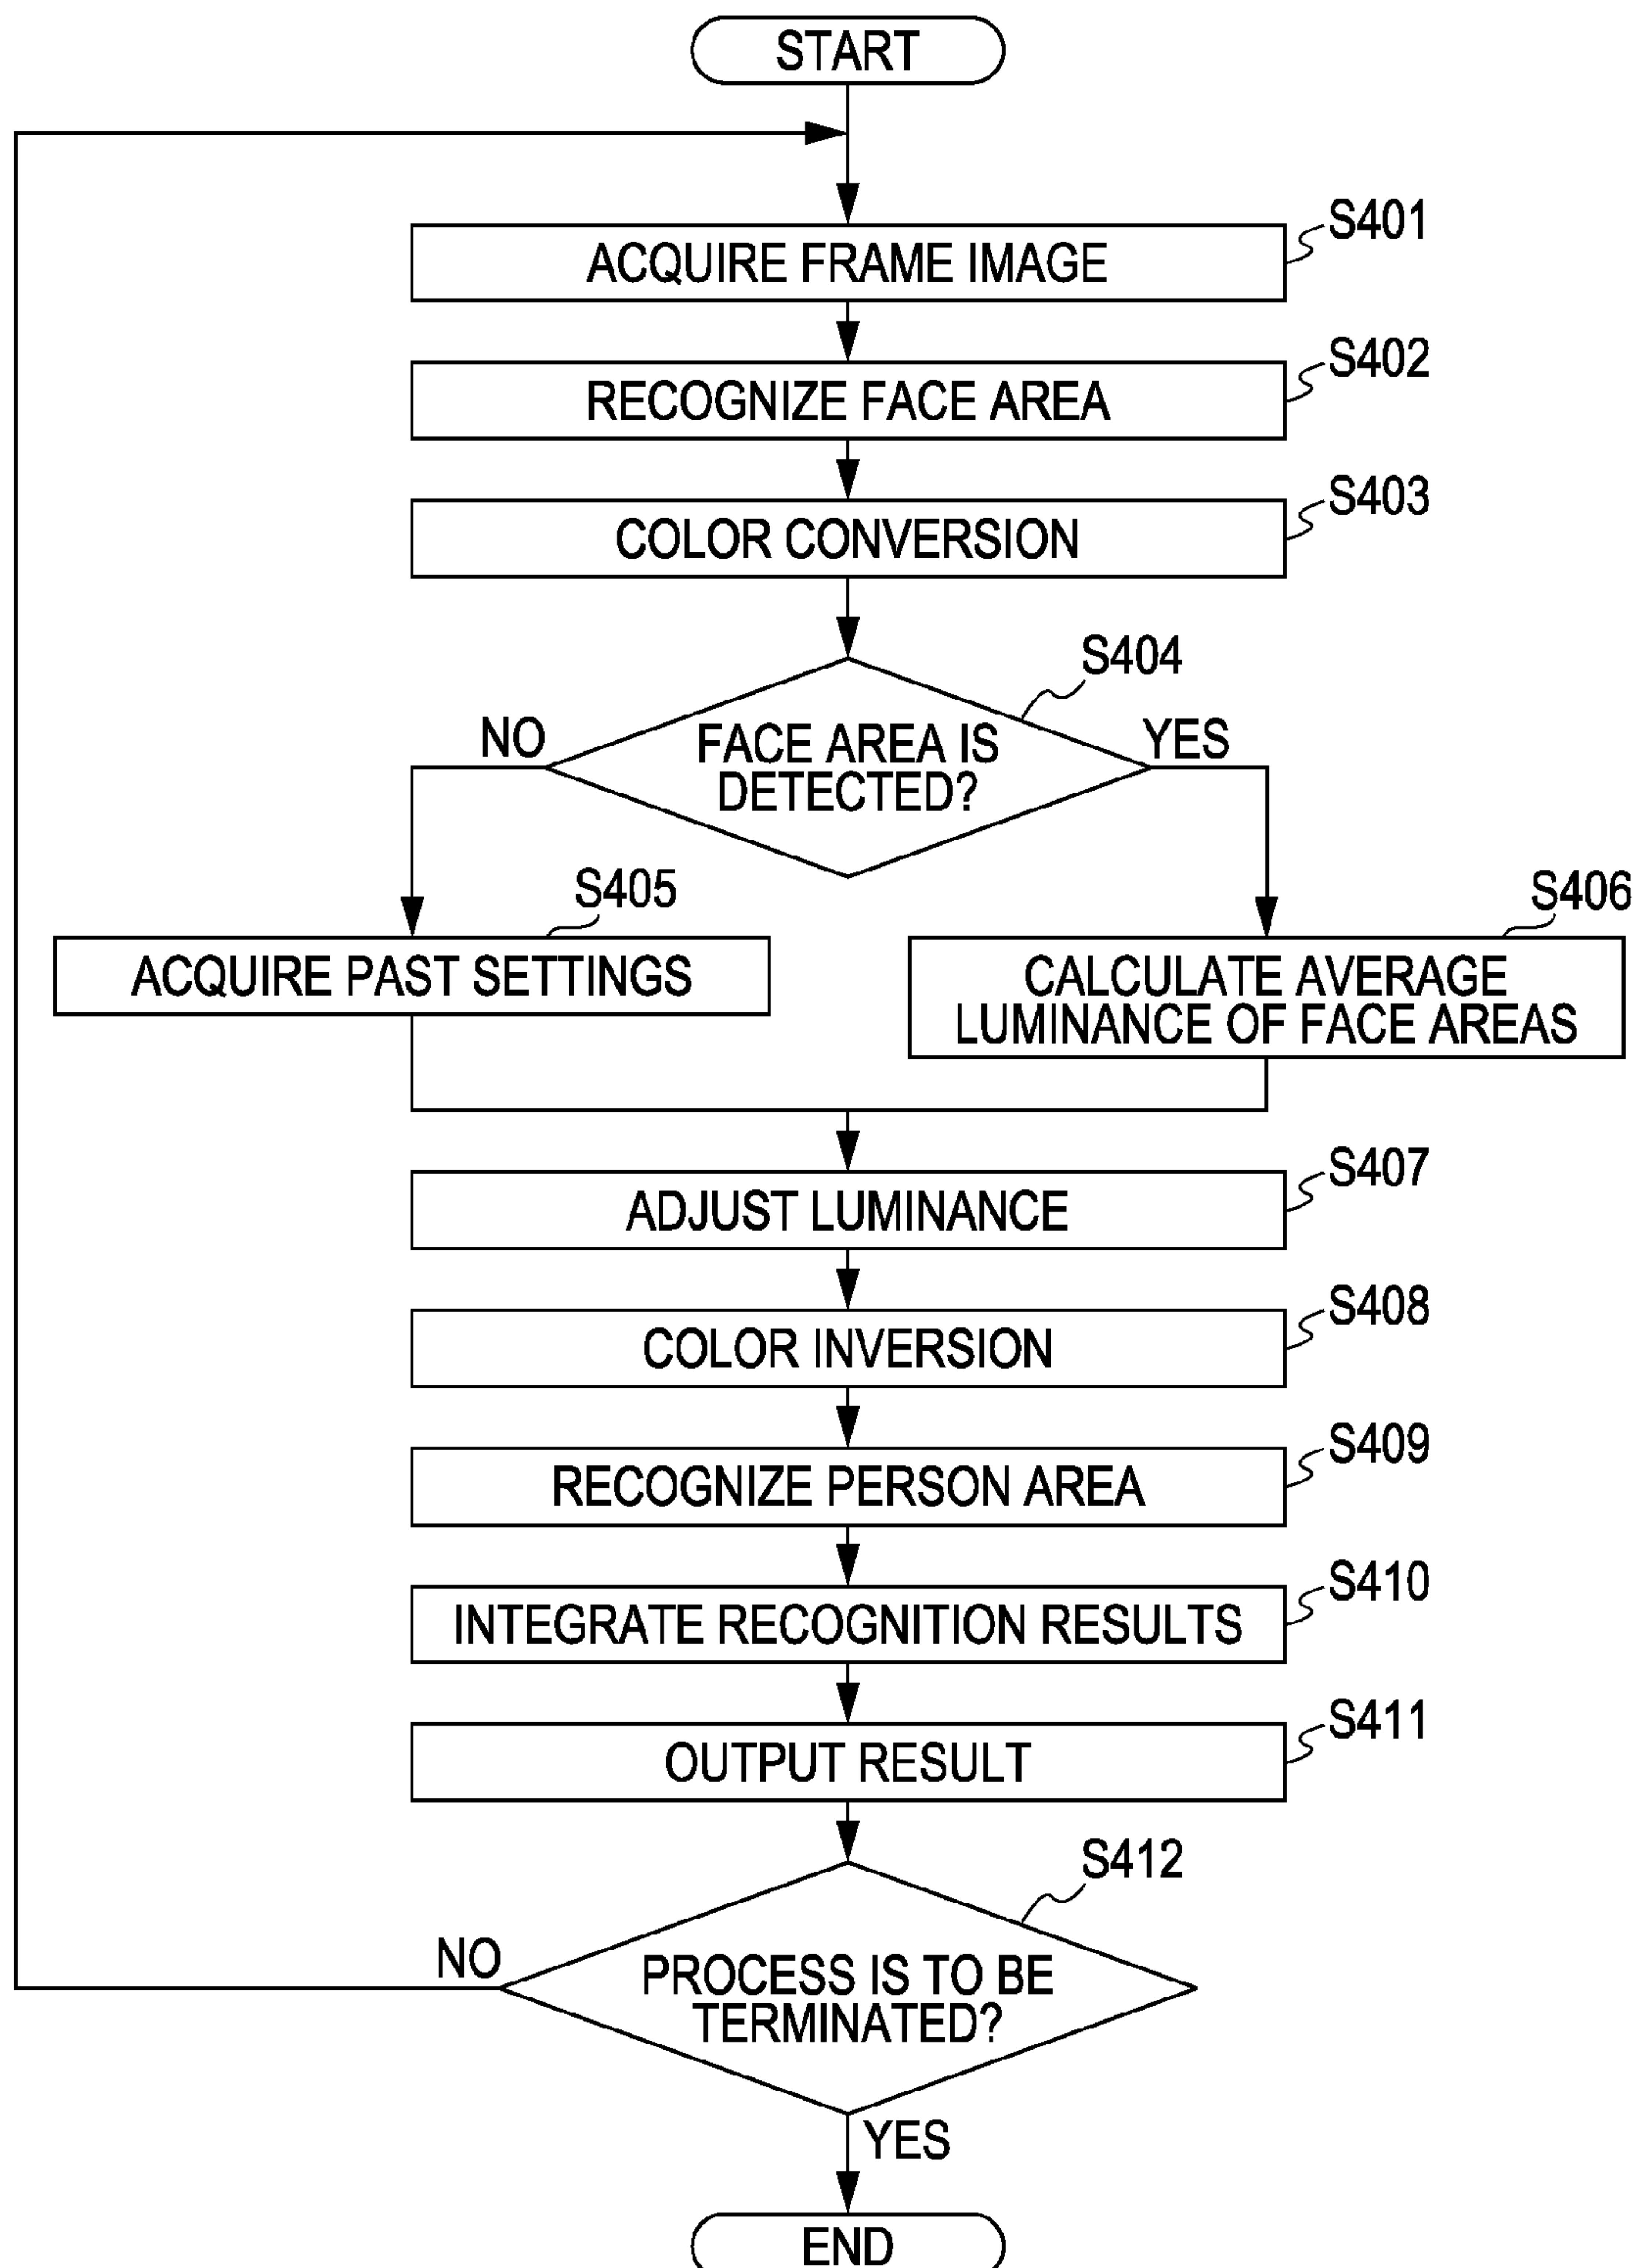 START
S401
ACQUIRE FRAME IMAGE
S402
RECOGNIZE FACE AREA
S403
COLOR CONVERSION
S404
NO
FACE AREA IS
DETECTED?
YES
S405
ACQUIRE PAST SETTINGS
S406
CALCULATE AVERAGE
LUMINANCE OF FACE AREAS
S407
ADJUST LUMINANCE
S408
COLOR INVERSION
S409
RECOGNIZE PERSON AREA
S410
INTEGRATE RECOGNITION RESULTS
S411
OUTPUT RESULT
S412
NO
PROCESS IS TO BE
TERMINATED?
YES
END